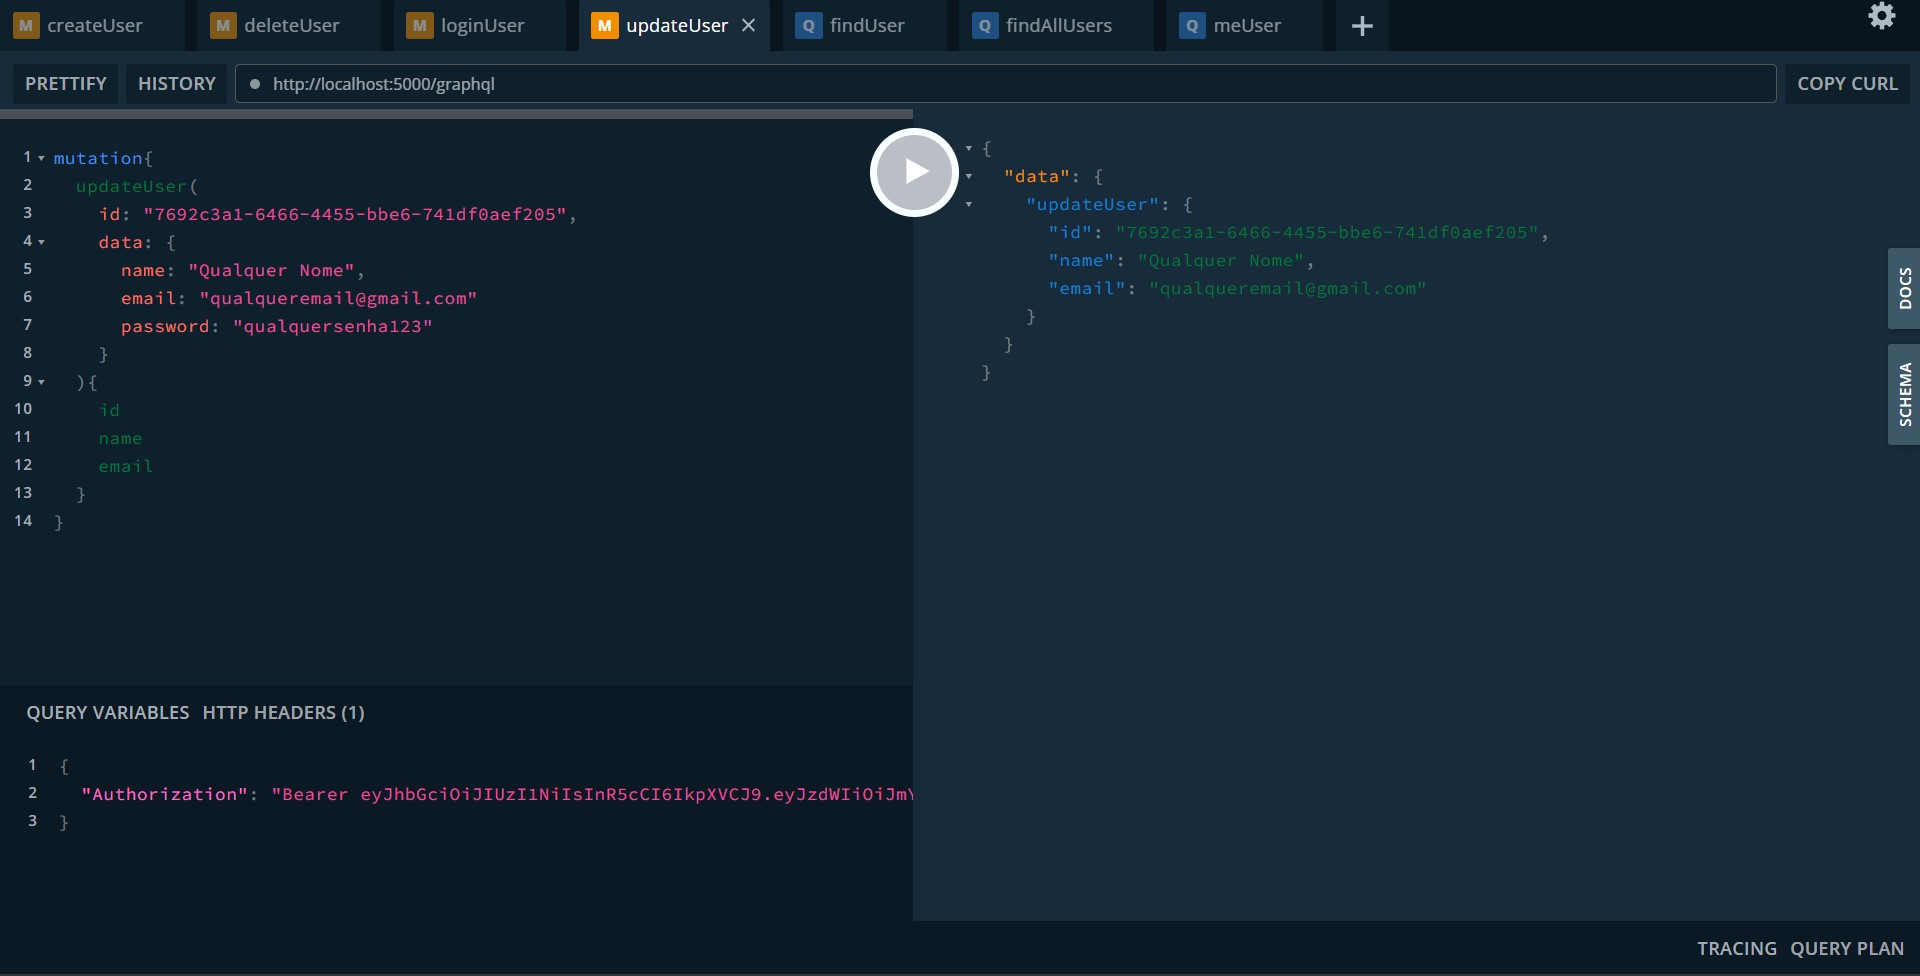 M createUser M deleteUser M loginUser M updateUser Q findUser Q findAllUsers Q meUser
PRETTIFY HISTORY http://localhost:5000/graphql COPY CURL
1 mutation{
2 updateUser(
3 id: "7692c3a1-6466-4455-bbe6-741df0aef205",
4 data: {
5 name: "Qualquer Nome",
6 email: "qualqueremail@gmail.com"
7 password: "qualquersenha123"
8 }
9 ){
10 id
11 name
12 email
13 }
14 }
{
"data": {
"updateUser": {
"id": "7692c3a1-6466-4455-bbe6-741df0aef205",
"name": "Qualquer Nome",
"email": "qualqueremail@gmail.com"
}
}
}
DOCS
SCHEMA
QUERY VARIABLES HTTP HEADERS (1)
1 {
2 "Authorization": "Bearer eyJhbGciOiJIUzI1NiIsInR5cCI6IkpXVCJ9.eyJzdWIiOiJmY
3 }
TRACING QUERY PLAN